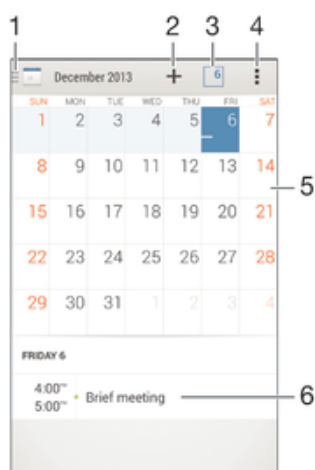 1 2 3 4
December 2013 6
SUN MON TUE WED THU FRI SAT
1 2 3 4 5 6 7
8 9 10 11 12 13 14
5
15 16 17 18 19 20 21
22 23 24 25 26 27 28
29 30 31 1 2 3 4
FRIDAY 6
4:00 PM
Brief meeting 6
5:00 PM